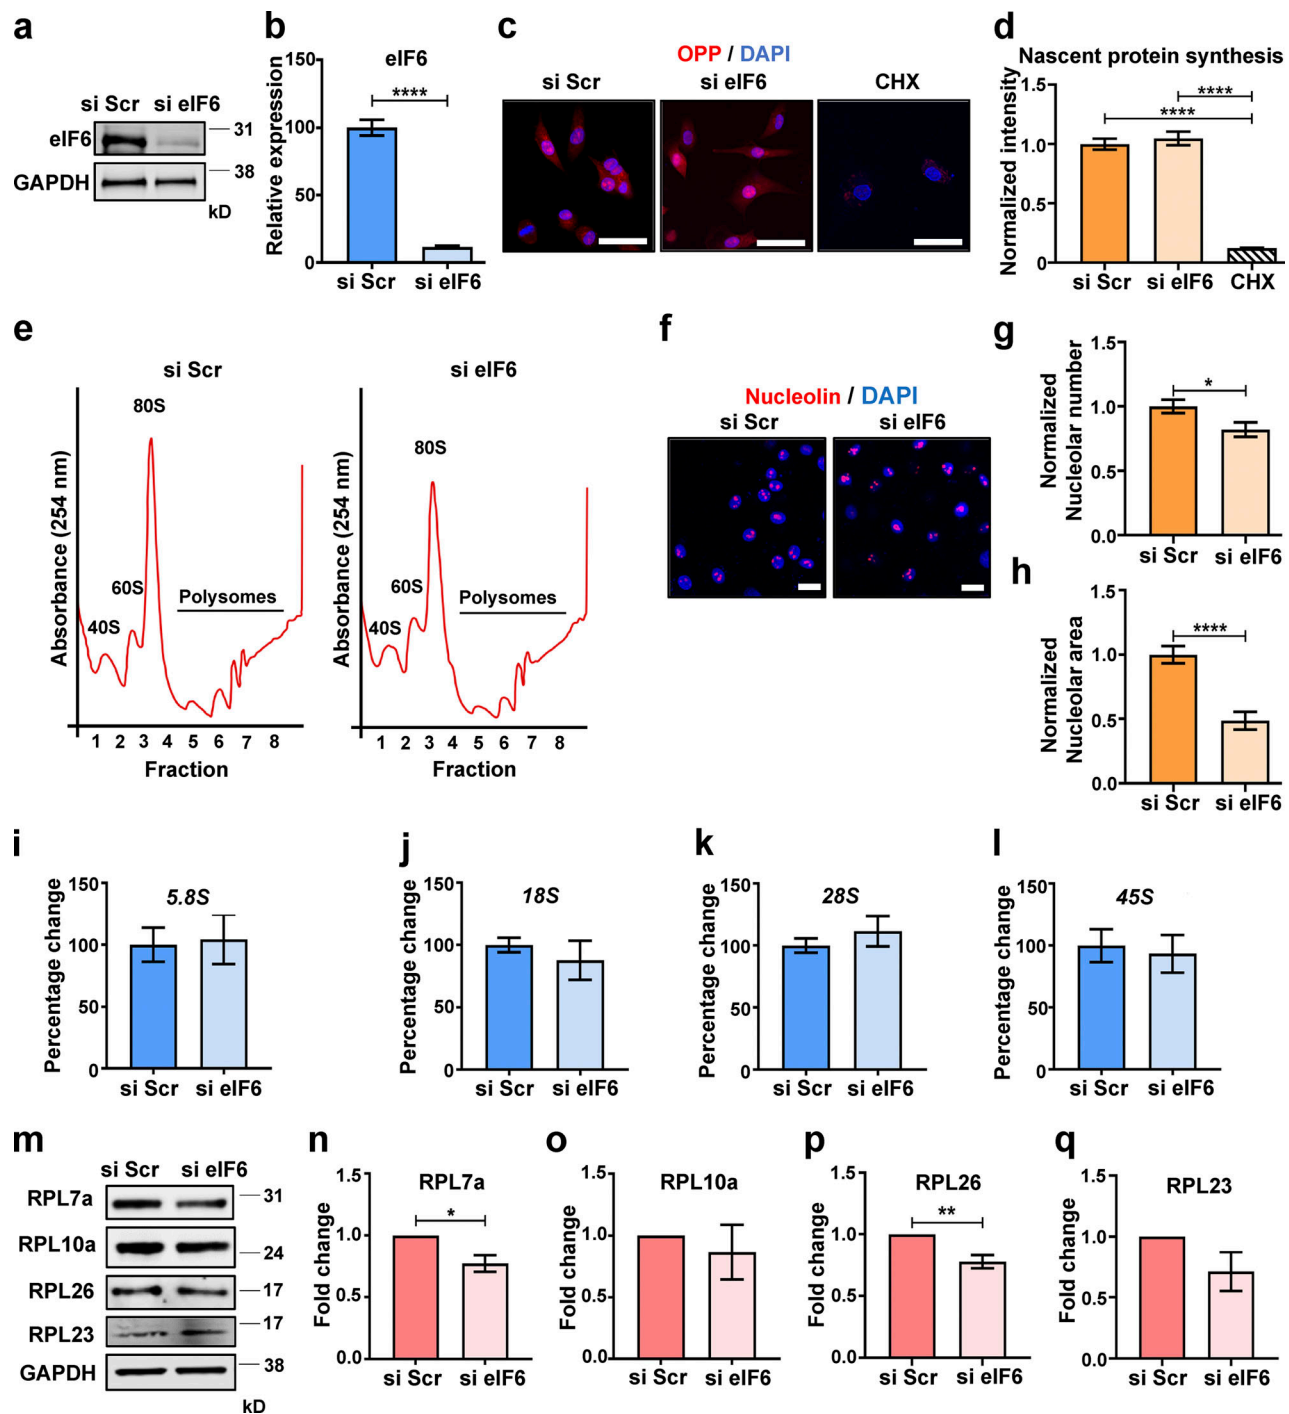 a
si Scr si eIF6
eIF6
31
GAPDH
38
kD
b
eIF6
Relative expression
150
100
50
0
****
si Scr si eIF6
c
OPP / DAPI
si Scr si eIF6 CHX
d
Nascent protein synthesis
Normalized intensity
1.5
1.0
0.5
0
****
****
si Scr si eIF6 CHX
e
si Scr
Absorbance (254 nm)
80S
60S
40S
Polysomes
1 2 3 4 5 6 7 8
Fraction
si eIF6
Absorbance (254 nm)
80S
60S
40S
Polysomes
1 2 3 4 5 6 7 8
Fraction
f
Nucleolin / DAPI
si Scr si eIF6
g
Normalized
Nucleolar number
1.5
1.0
0.5
0.0
*
si Scr si eIF6
h
Normalized
Nucleolar area
1.5
1.0
0.5
0.0
****
si Scr si eIF6
i
5.8S
Percentage change
150
100
50
0
si Scr si eIF6
j
18S
Percentage change
150
100
50
0
si Scr si eIF6
k
28S
Percentage change
150
100
50
0
si Scr si eIF6
l
45S
Percentage change
150
100
50
0
si Scr si eIF6
m
si Scr si eIF6
RPL7a
31
RPL10a
24
RPL26
17
RPL23
17
GAPDH
38
kD
n
RPL7a
Fold change
1.5
1.0
0.5
0.0
*
si Scr si eIF6
o
RPL10a
Fold change
1.5
1.0
0.5
0.0
si Scr si eIF6
p
RPL26
Fold change
1.5
1.0
0.5
0.0
**
si Scr si eIF6
q
RPL23
Fold change
1.5
1.0
0.5
0.0
si Scr si eIF6